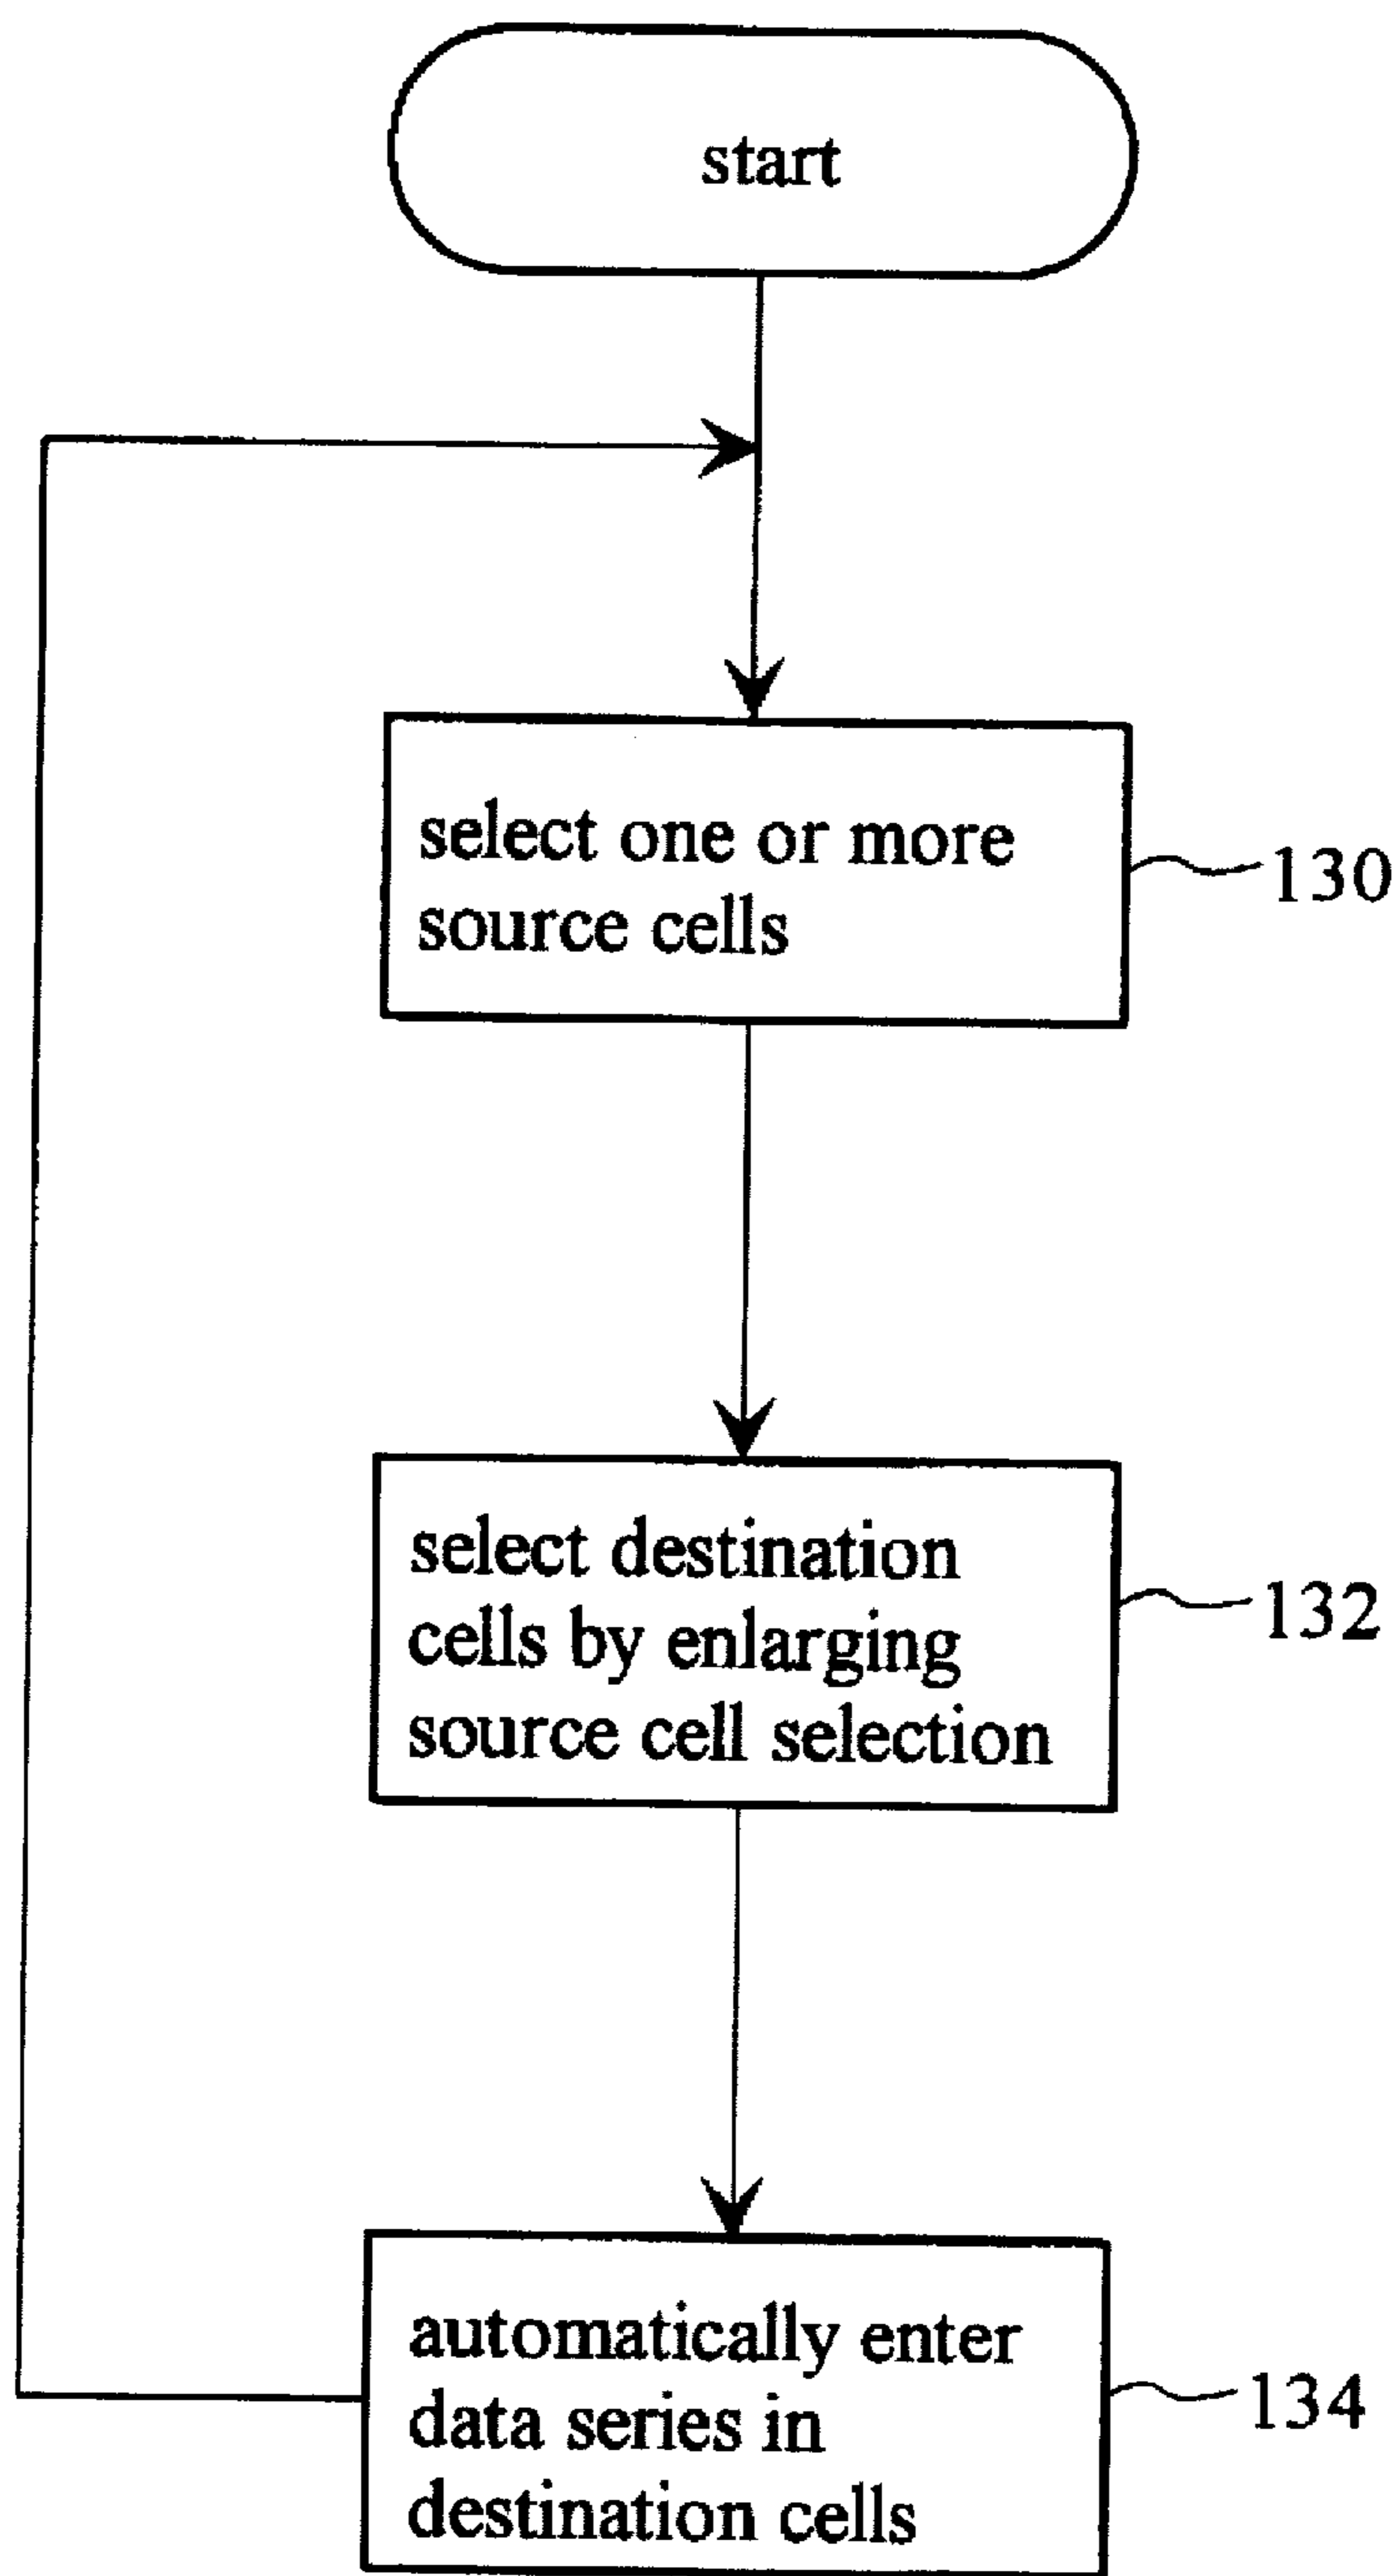 start
select one or more
source cells
130
select destination
cells by enlarging
source cell selection
132
automatically enter
data series in
destination cells
134